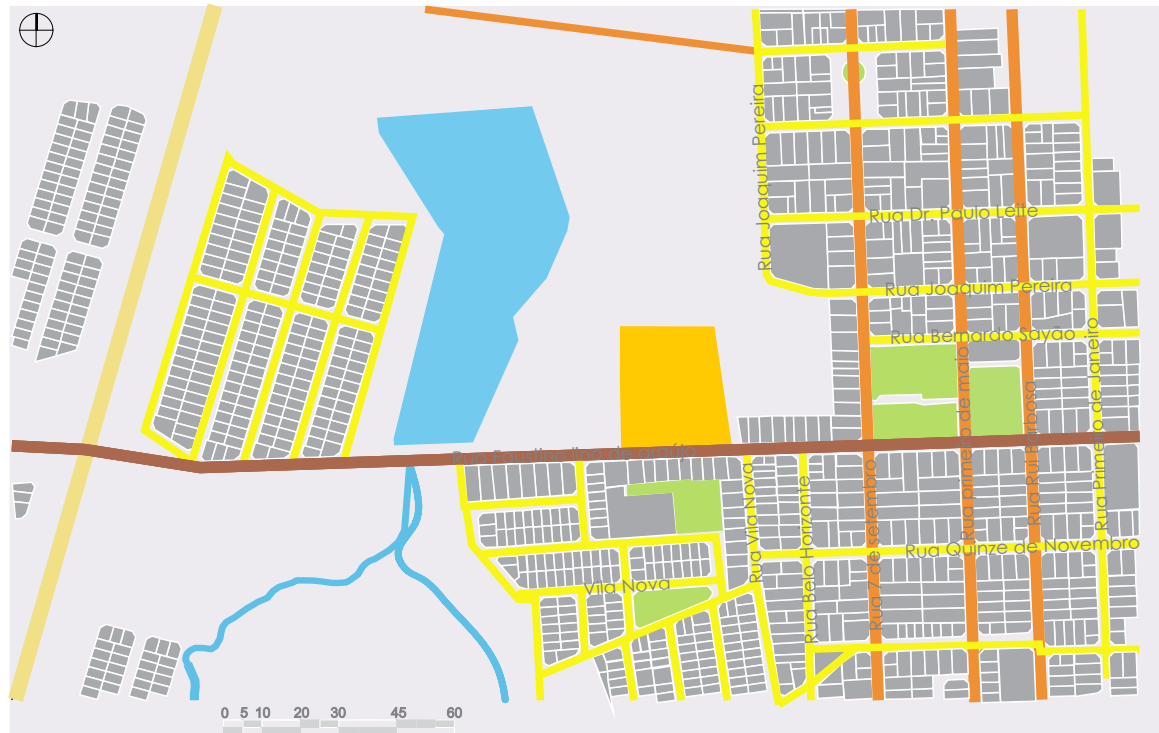 Rua Joaquim Pereira
Rua Dr. Paulo Leite
Rua Joaquim Pereira
Rua Bernardo Sayão
Rua Primeiro de Janeiro
Rua primeiro de maio
Rua Rui Barbosa
Rua 7 de setembro
Rua Vila Nova
Rua Belo Horizonte
Rua Quinze de Novembro
Vila Nova
0 5 10 20 30 45 60